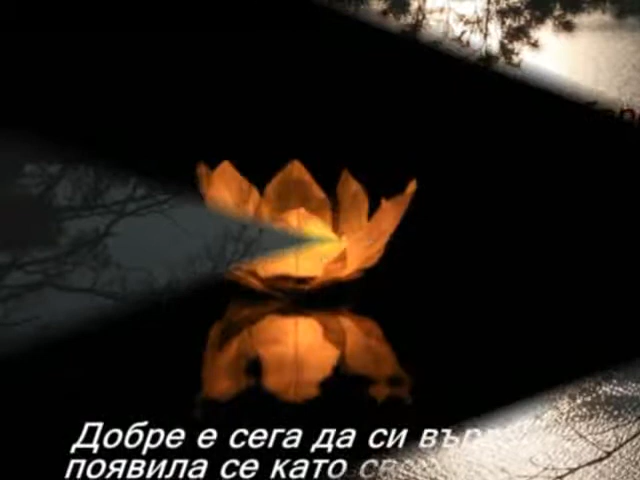 Добре е сега да си
появила се като